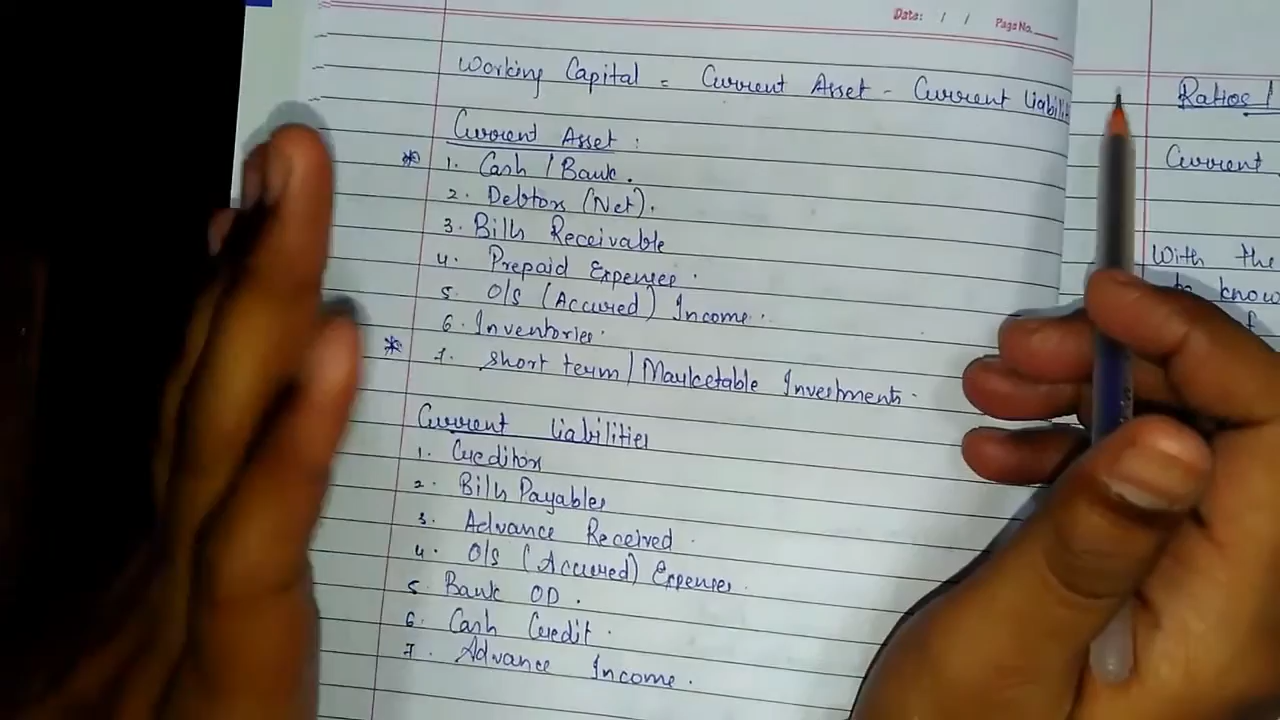 Date: / / Page No.
Working Capital = Current Asset - Current Liabili
Current Asset :
* 1. Cash / Bank.
2. Debtors (Net).
3. Bills Receivable
4. Prepaid Expenses.
5. O/S (Accured) Income.
6. Inventories.
* 7. Short term / Marketable Investments.
Current Liabilities
1. Creditors
2. Bills Payables
3. Advance Received.
4. O/S (Accured) Expenses.
5. Bank OD.
6. Cash Credit.
7. Advance Income.
Ratios
Current
With the
to know